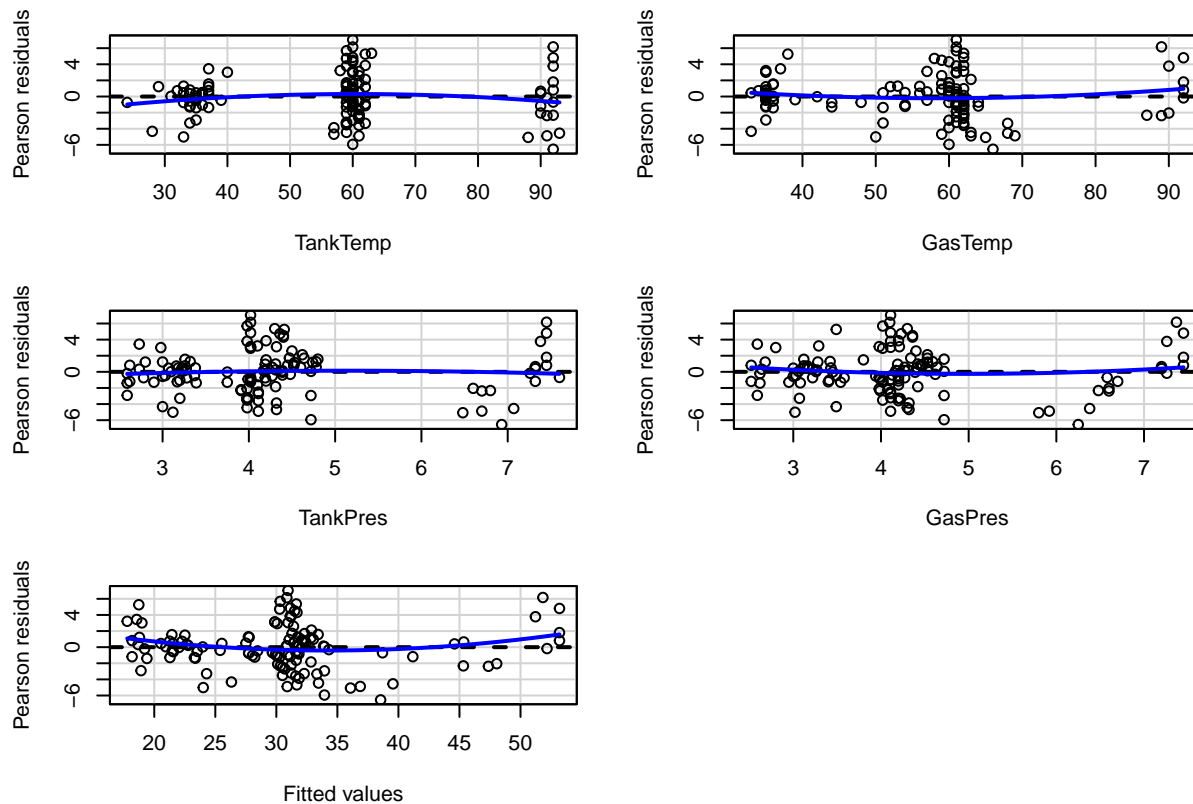 Pearson residuals
4
0
−6
30 40 50 60 70 80 90
TankTemp
Pearson residuals
4
0
−6
40 50 60 70 80 90
GasTemp
Pearson residuals
4
0
−6
3 4 5 6 7
TankPres
Pearson residuals
4
0
−6
3 4 5 6 7
GasPres
Pearson residuals
4
0
−6
20 25 30 35 40 45 50
Fitted values